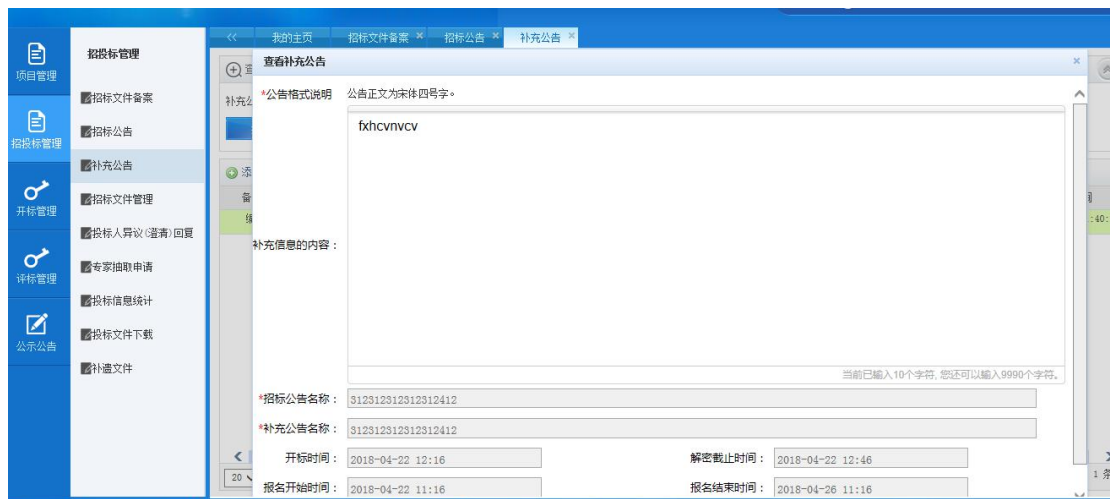 << 我的主页 招标文件备案 × 招标公告 × 补充公告 ×
项目管理
招投标管理
开标管理
评标管理
公示公告
招投标管理
招标文件备案
招标公告
补充公告
招标文件管理
投标人异议(澄清)回复
专家抽取申请
投标信息统计
投标文件下载
补遗文件
补充公
添
备
:40:
20
1 条
查看补充公告 ×
*公告格式说明 公告正文为宋体四号字。
补充信息的内容: fxhcvnvcv
当前已输入10个字符, 您还可以输入9990个字符。
*招标公告名称: 312312312312312412
*补充公告名称: 312312312312312412
开标时间: 2018-04-22 12:16 解密截止时间: 2018-04-22 12:46
报名开始时间: 2018-04-22 11:16 报名结束时间: 2018-04-26 11:16